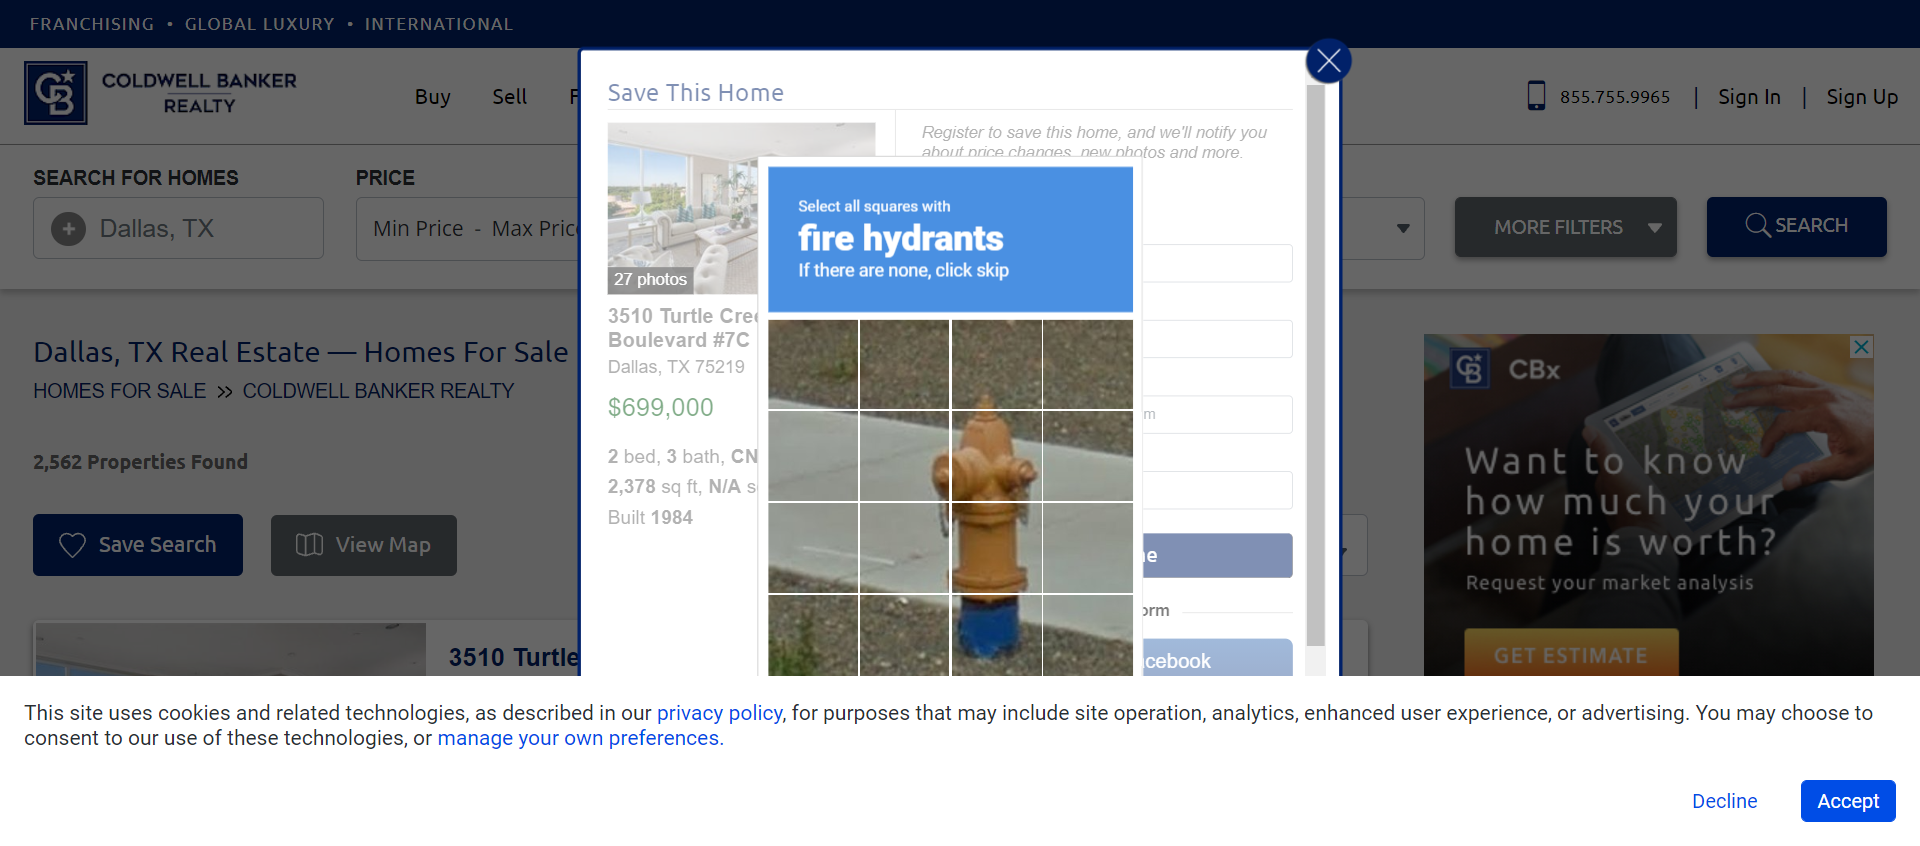 FRANCHISING • GLOBAL LUXURY • INTERNATIONAL
COLDWELL BANKER
REALTY
Buy
Sell
855.755.9965 | Sign In | Sign Up
Save This Home
Register to save this home, and we'll notify you
about price changes, new photos and more.
27 photos
3510 Turtle Cree
Boulevard #7C
Dallas, TX 75219
$699,000
2 bed, 3 bath, CN
2,378 sq ft, N/A s
Built 1984
Select all squares with
fire hydrants
If there are none, click skip
m
orm
cebook
SEARCH FOR HOMES
Dallas, TX
PRICE
Min Price - Max Pric
MORE FILTERS
SEARCH
Dallas, TX Real Estate — Homes For Sale
HOMES FOR SALE » COLDWELL BANKER REALTY
2,562 Properties Found
Save Search
View Map
3510 Turtle
CBx
Want to know
how much your
home is worth?
Request your market analysis
GET ESTIMATE
This site uses cookies and related technologies, as described in our privacy policy, for purposes that may include site operation, analytics, enhanced user experience, or advertising. You may choose to
consent to our use of these technologies, or manage your own preferences.
Decline
Accept